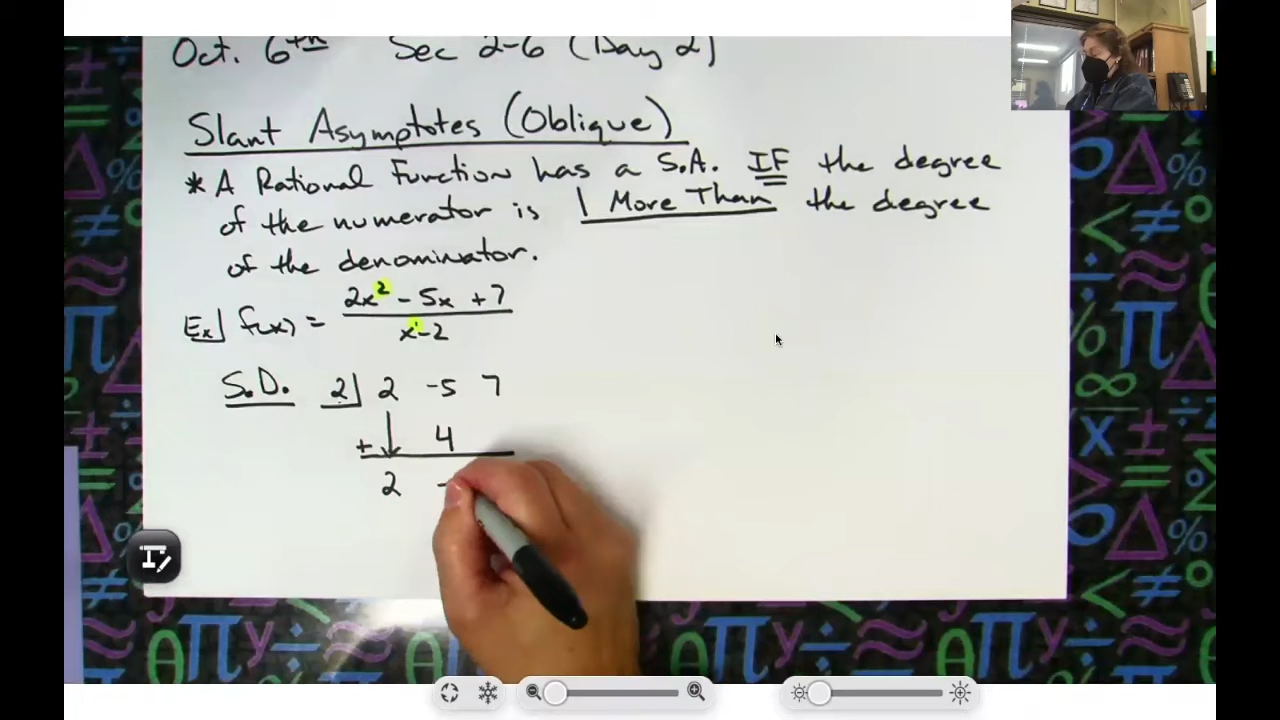 Oct. 6th Sec 2-6 (Day 2)
Slant Asymptotes (Oblique)
* A Rational Function has a S.A. IF the degree
of the numerator is 1 More Than the degree
of the denominator.
Ex] f(x) = 2x² - 5x + 7
x¹-2
S.D. 2| 2 -5 7
+ ↓ 4
2 -